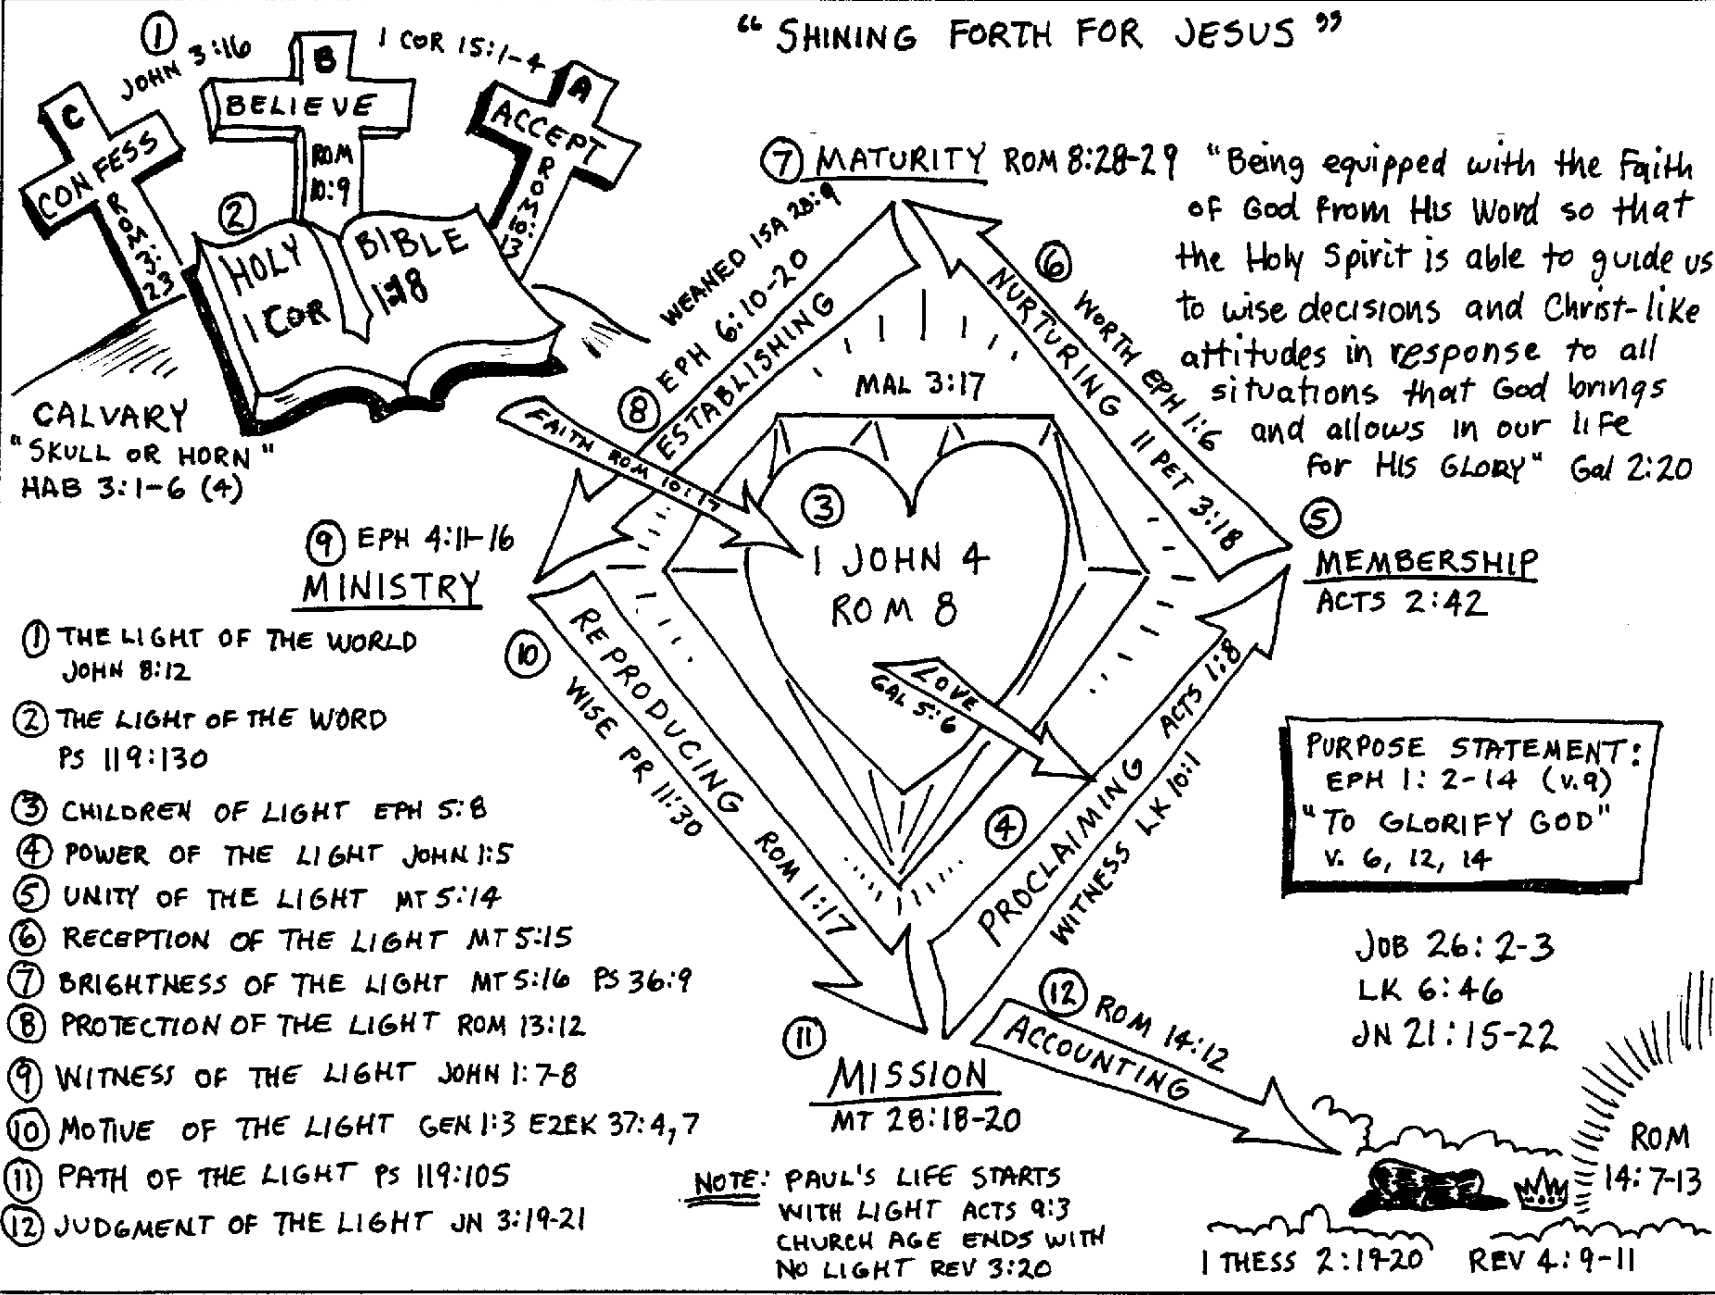 "SHINING FORTH FOR JESUS"
① JOHN 3:16
1 COR 15:1-4
C
CONFESS
ROM. 3:23
B
BELIEVE
ROM
10:9
A
ACCEPT
ROM 10:13
②
HOLY BIBLE
1 COR 1:18
CALVARY
"SKULL OR HORN"
HAB 3:1-6 (4)
FAITH ROM 10:17
③
1 JOHN 4
ROM 8
MAL 3:17
LOVE
GAL 5:6
④
PROCLAIMING ACTS 1:8
WITNESS LK 10:1
⑤
MEMBERSHIP
ACTS 2:42
⑥ WORTH EPH 1:6
NURTURING II PET 3:18
⑦ MATURITY ROM 8:28-29 "Being equipped with the Faith
of God from His Word so that
the Holy Spirit is able to guide us
to wise decisions and Christ-like
attitudes in response to all
situations that God brings
and allows in our life
for His GLORY" Gal 2:20
WEANED ISA 28:9
⑧ EPH 6:10-20
ESTABLISHING
⑨ EPH 4:11-16
MINISTRY
⑩ WISE PR 11:30
REPRODUCING ROM 1:17
⑪
MISSION
MT 28:18-20
⑫ ROM 14:12
ACCOUNTING
① THE LIGHT OF THE WORLD
JOHN 8:12
② THE LIGHT OF THE WORD
PS 119:130
③ CHILDREN OF LIGHT EPH 5:8
④ POWER OF THE LIGHT JOHN 1:5
⑤ UNITY OF THE LIGHT MT 5:14
⑥ RECEPTION OF THE LIGHT MT 5:15
⑦ BRIGHTNESS OF THE LIGHT MT 5:16 PS 36:9
⑧ PROTECTION OF THE LIGHT ROM 13:12
⑨ WITNESS OF THE LIGHT JOHN 1:7-8
⑩ MOTIVE OF THE LIGHT GEN 1:3 EZEK 37:4,7
⑪ PATH OF THE LIGHT PS 119:105
⑫ JUDGMENT OF THE LIGHT JN 3:19-21
NOTE: PAUL'S LIFE STARTS
WITH LIGHT ACTS 9:3
CHURCH AGE ENDS WITH
NO LIGHT REV 3:20
PURPOSE STATEMENT:
EPH 1: 2-14 (v.9)
"TO GLORIFY GOD"
v. 6, 12, 14
JOB 26:2-3
LK 6:46
JN 21:15-22
ROM
14:7-13
1 THESS 2:19-20
REV 4:9-11